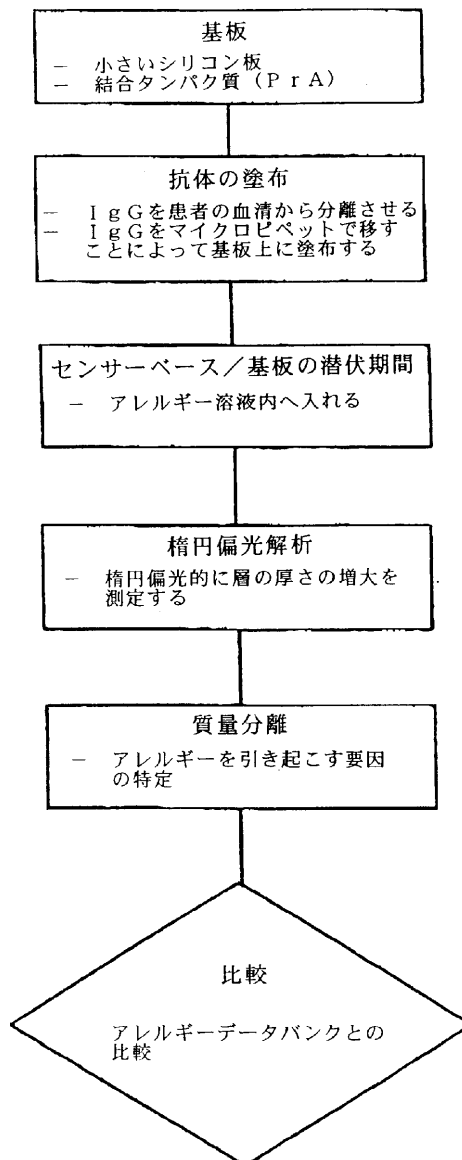 基板
－ 小さいシリコン板
－ 結合タンパク質（ＰｒＡ）
抗体の塗布
－ ＩｇＧを患者の血清から分離させる
－ ＩｇＧをマイクロピペットで移す
ことによって基板上に塗布する
センサーベース／基板の潜伏期間
－ アレルギー溶液内へ入れる
楕円偏光解析
－ 楕円偏光的に層の厚さの増大を
測定する
質量分離
－ アレルギーを引き起こす要因
の特定
比較
アレルギーデータバンクとの
比較